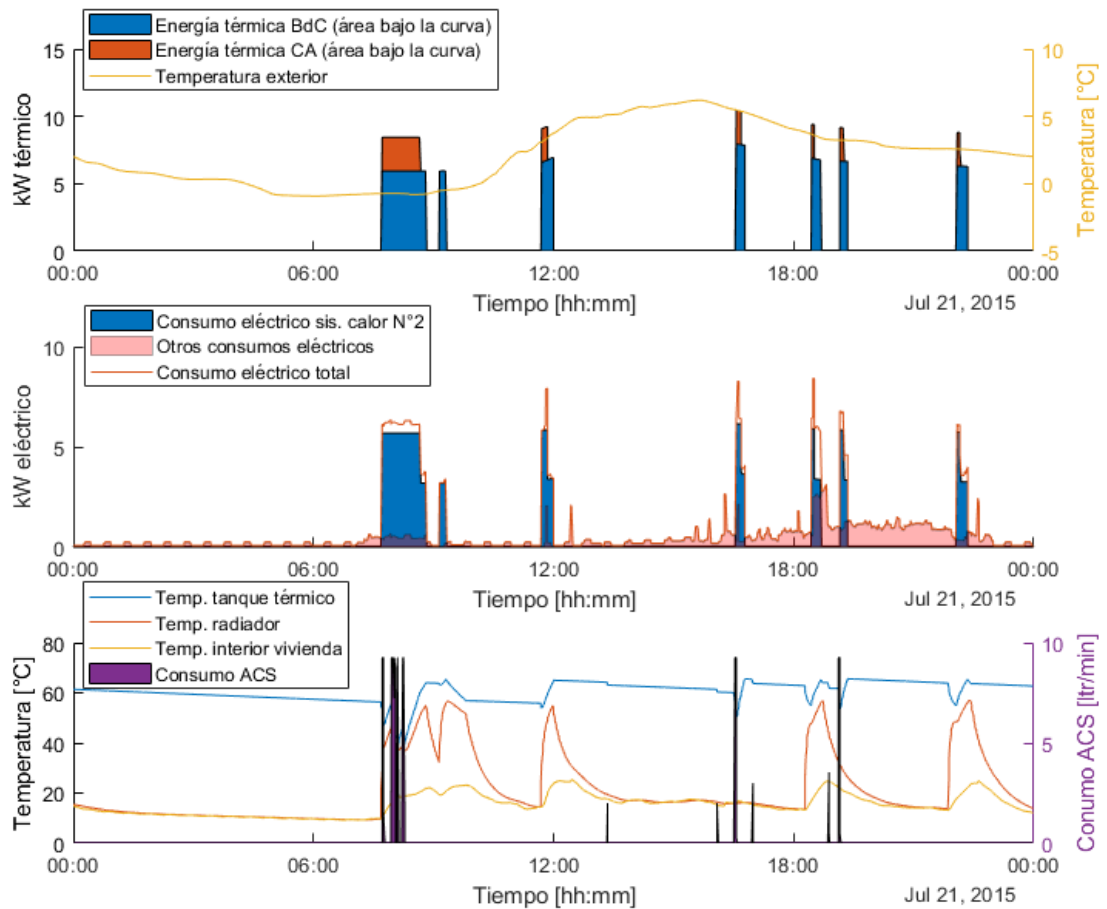 Energía térmica BdC (área bajo la curva)
Energía térmica CA (área bajo la curva)
Temperatura exterior
kW térmico
15
10
5
0
Temperatura [°C]
10
5
0
-5
00:00 06:00 12:00 18:00 00:00
Tiempo [hh:mm]
Jul 21, 2015
Consumo eléctrico sis. calor N°2
Otros consumos eléctricos
Consumo eléctrico total
kW eléctrico
10
5
0
00:00 06:00 12:00 18:00 00:00
Tiempo [hh:mm]
Jul 21, 2015
Temp. tanque térmico
Temp. radiador
Temp. interior vivienda
Consumo ACS
Temperatura [°C]
80
60
40
20
0
Conumo ACS [ltr/min]
10
5
0
00:00 06:00 12:00 18:00 00:00
Tiempo [hh:mm]
Jul 21, 2015